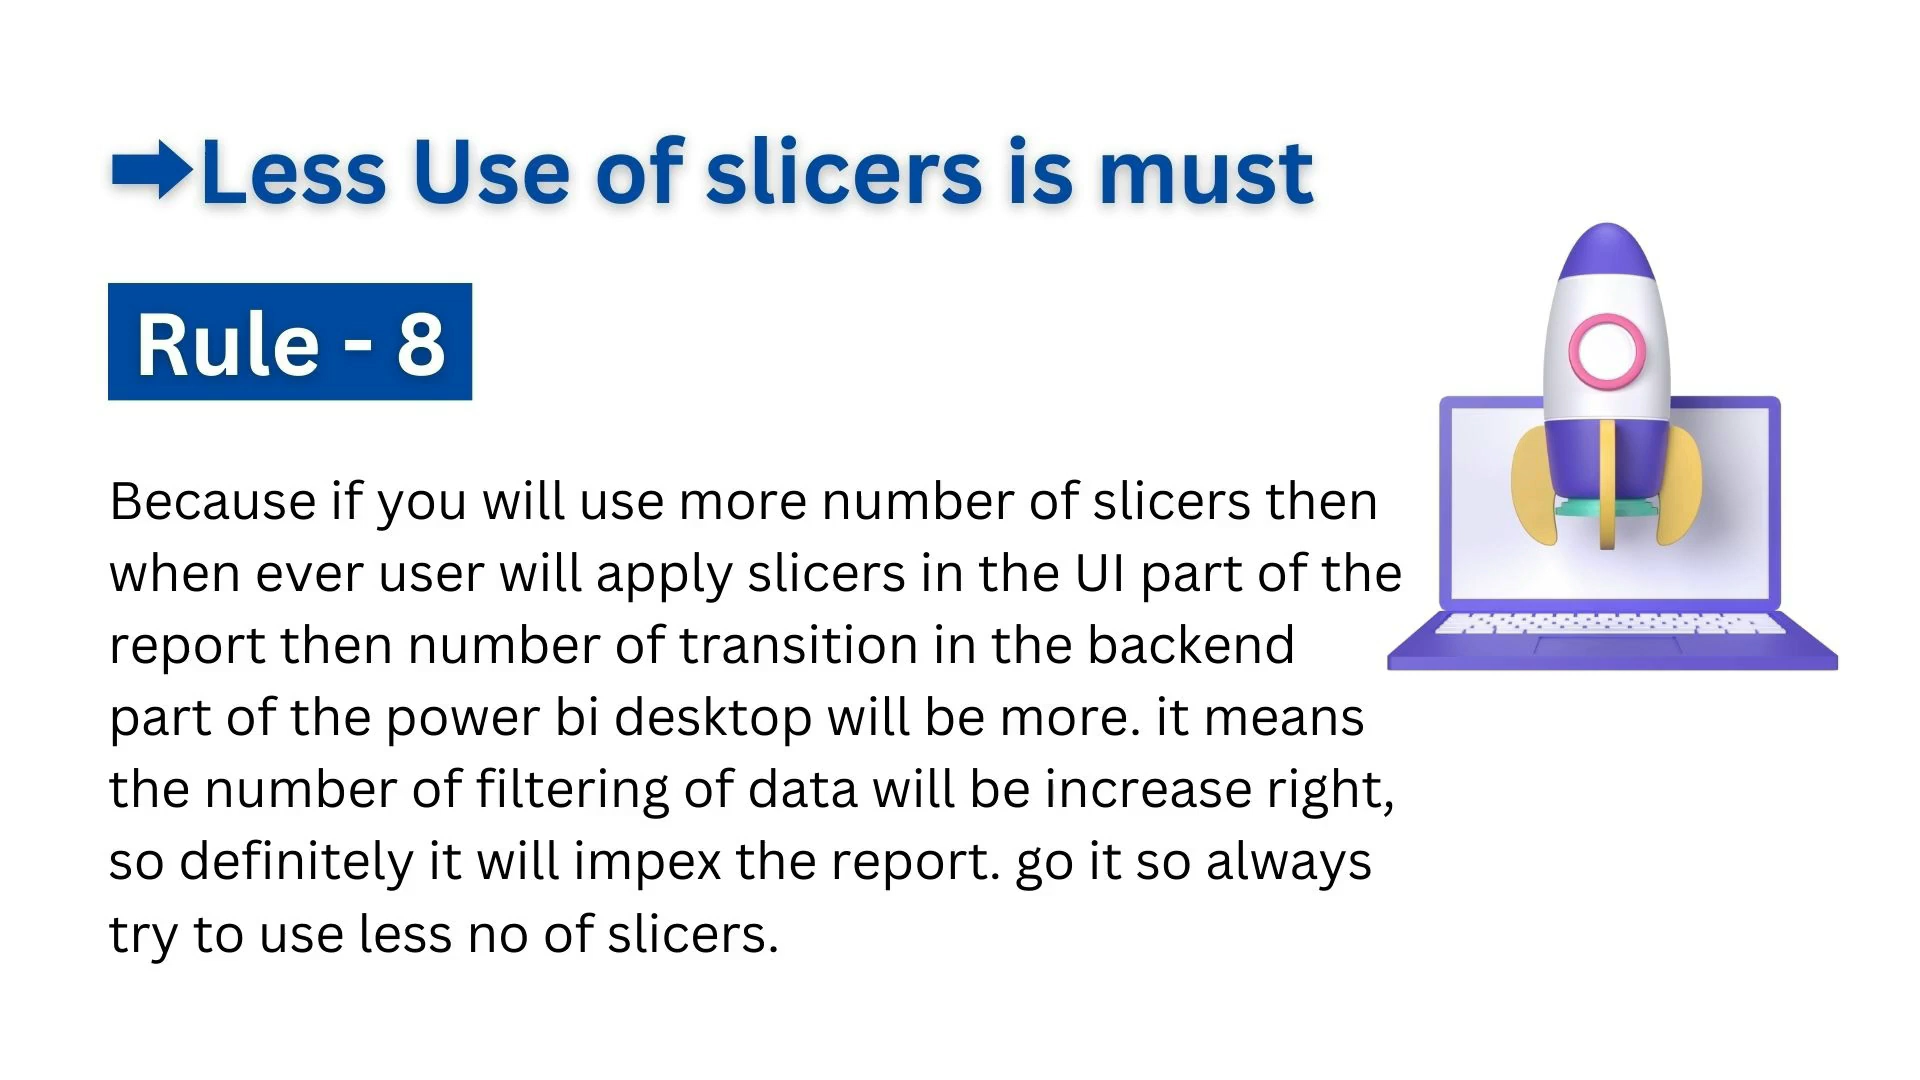 ➡Less Use of slicers is must
Rule - 8
Because if you will use more number of slicers then
when ever user will apply slicers in the UI part of the
report then number of transition in the backend
part of the power bi desktop will be more. it means
the number of filtering of data will be increase right,
so definitely it will impex the report. go it so always
try to use less no of slicers.